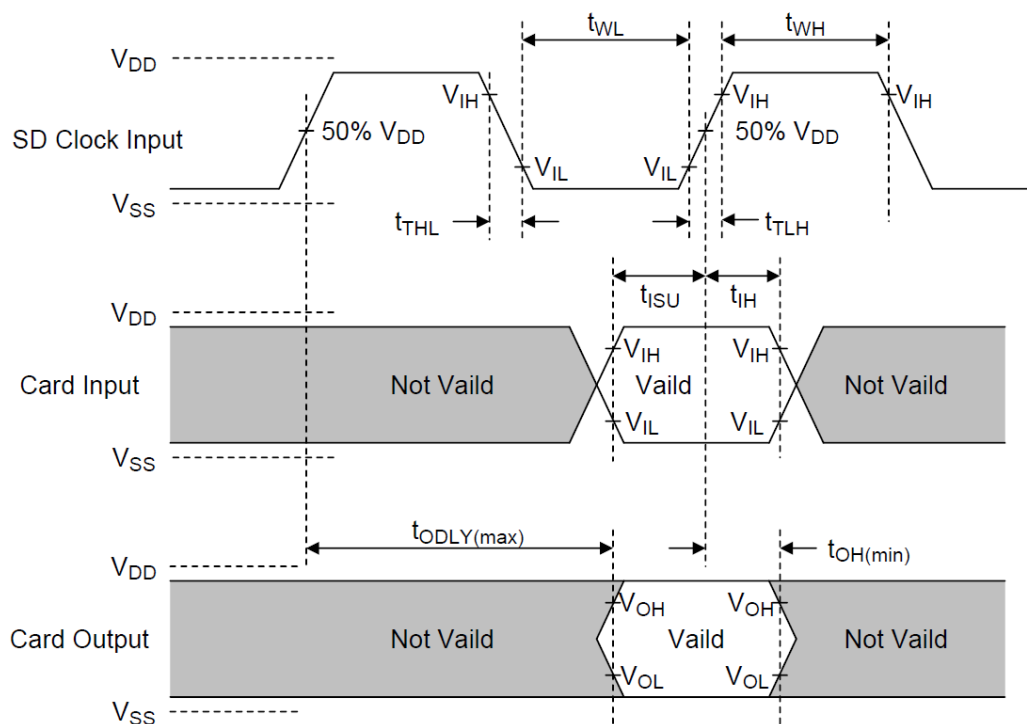 tWL
tWH
VDD
VIH
VIH
VIH
SD Clock Input
50% VDD
50% VDD
VIL
VIL
VSS
tTHL
tTLH
tISU
tIH
VDD
VIH
VIH
Card Input
Not Vaild
Vaild
Not Vaild
VIL
VIL
VSS
tODLY(max)
tOH(min)
VDD
VOH
VOH
Card Output
Not Vaild
Vaild
Not Vaild
VOL
VOL
VSS